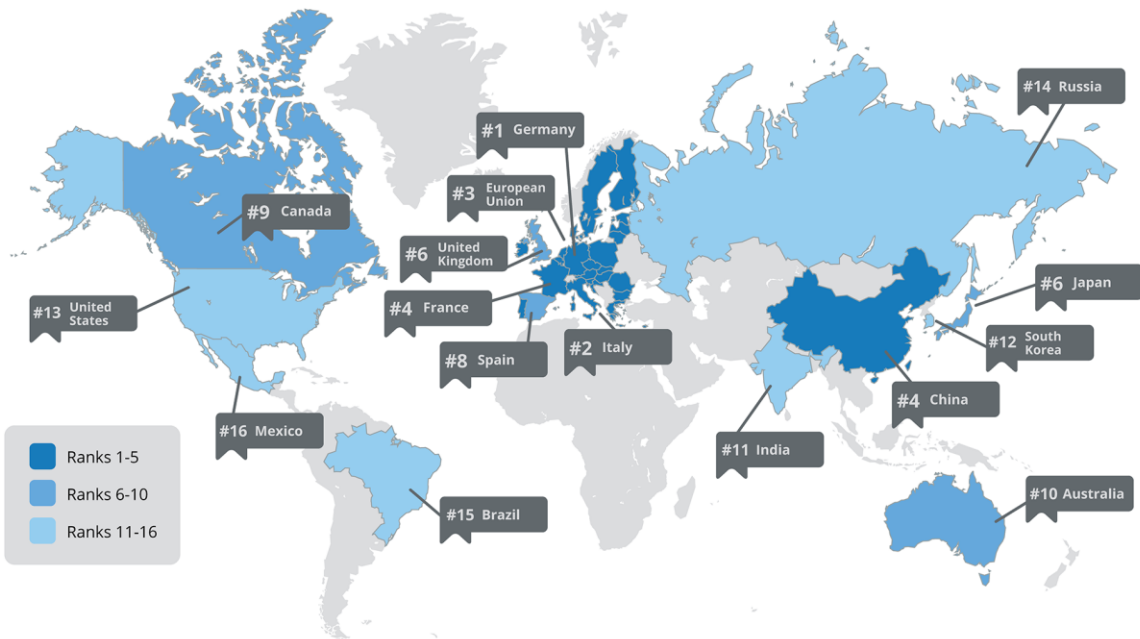 #14 Russia
#1 Germany
#3 European
Union
#9 Canada
#6 United
Kingdom
#6 Japan
#13 United
States
#4 France
#12 South
Korea
#8 Spain
#2 Italy
#4 China
#16 Mexico
#11 India
Ranks 1-5
Ranks 6-10
Ranks 11-16
#10 Australia
#15 Brazil